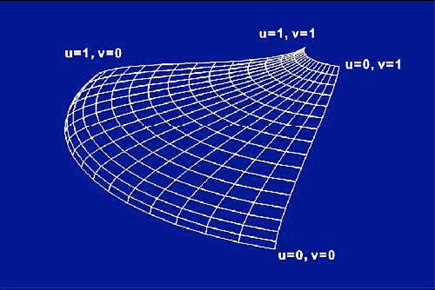 u=1, v=1
u=1, v=0
u=0, v=1
u=0, v=0